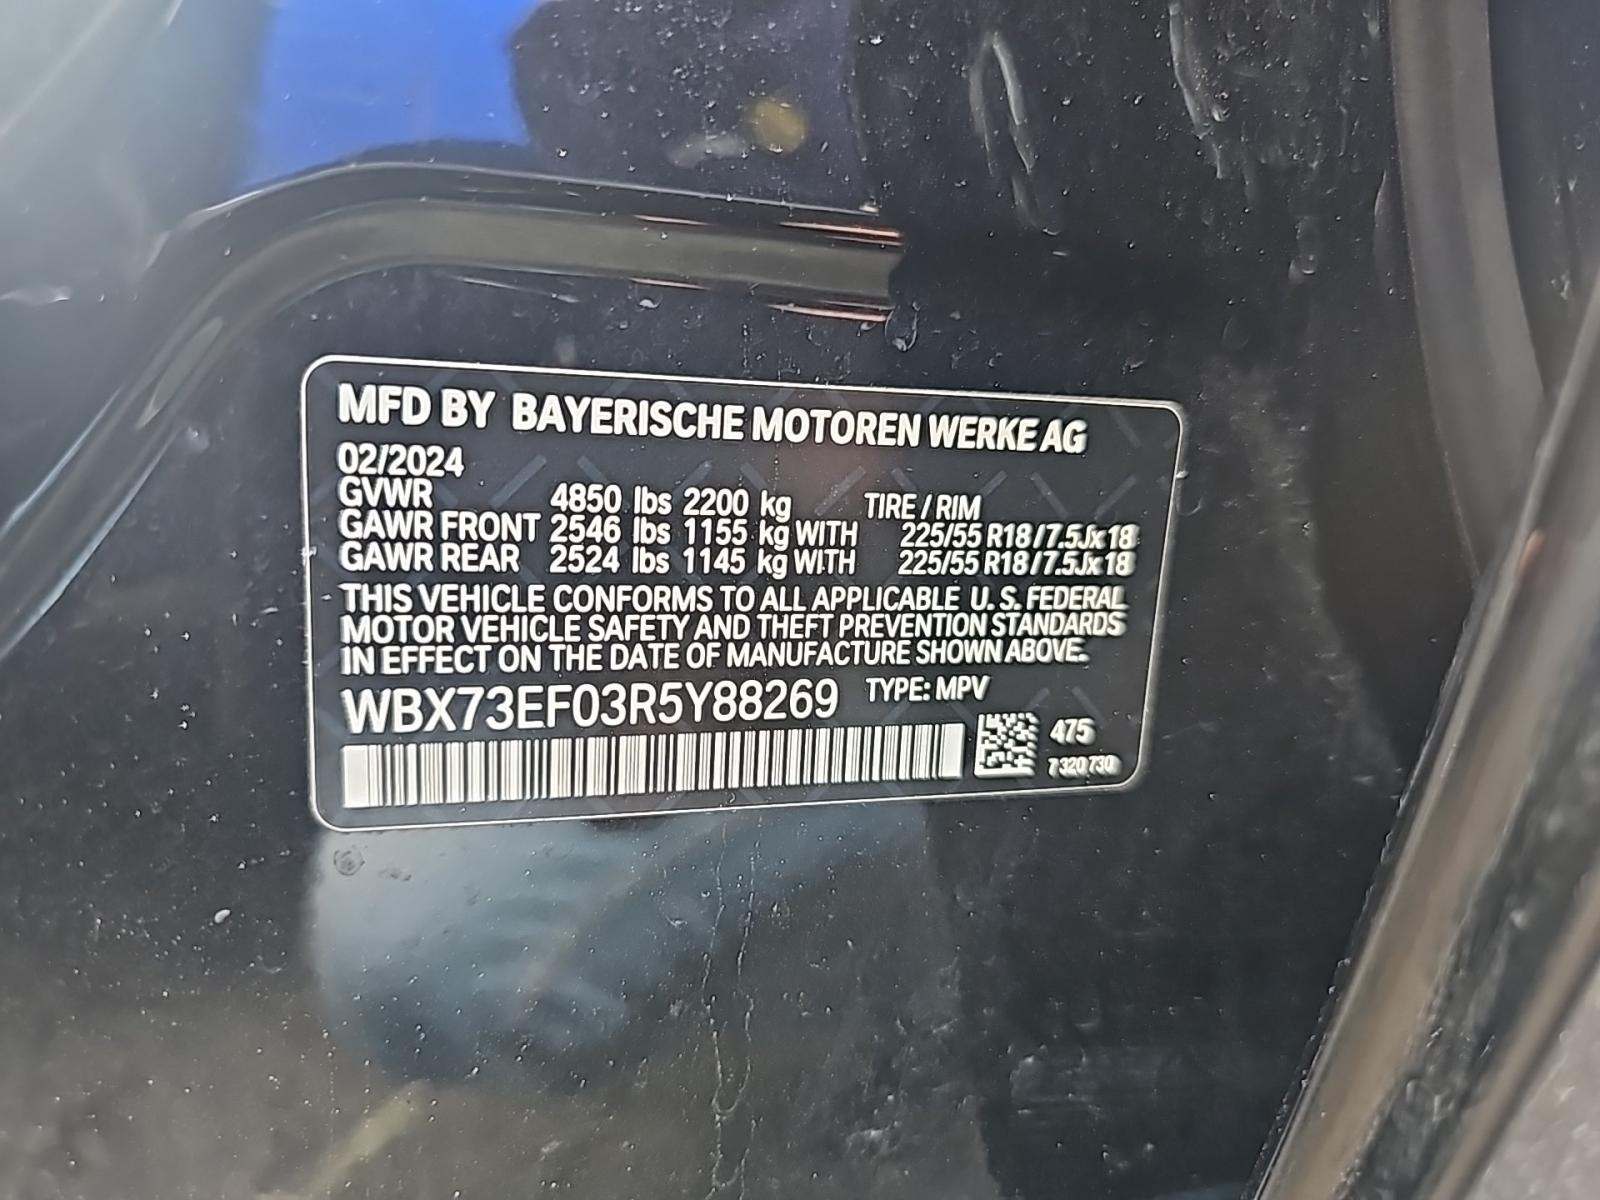 MFD BY BAYERISCHE MOTOREN WERKE AG
02/2024
GVWR 4850 lbs 2200 kg TIRE / RIM
GAWR FRONT 2546 lbs 1155 kg WITH 225/55 R18 / 7.5Jx18
GAWR REAR 2524 lbs 1145 kg WITH 225/55 R18 / 7.5Jx18
THIS VEHICLE CONFORMS TO ALL APPLICABLE U. S. FEDERAL
MOTOR VEHICLE SAFETY AND THEFT PREVENTION STANDARDS
IN EFFECT ON THE DATE OF MANUFACTURE SHOWN ABOVE.
WBX73EF03R5Y88269 TYPE: MPV
475
7 320 730